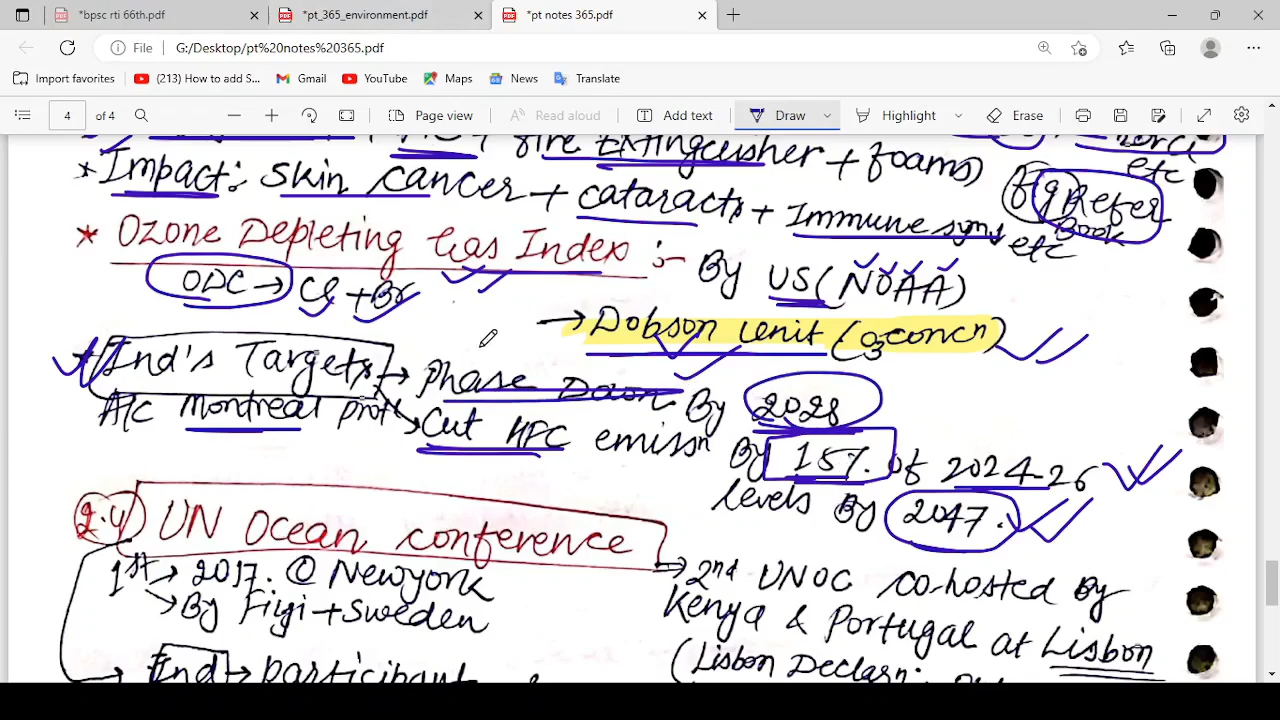 *bpsc rti 66th.pdf
*pt_365_environment.pdf
*pt notes 365.pdf
File G:/Desktop/pt%20notes%20365.pdf
Import favorites
(213) How to add S...
Gmail
YouTube
Maps
News
Translate
4 of 4
Page view
Read aloud
Add text
Draw
Highlight
Erase
fire Extinguisher + foams)
etc
* Impact: skin cancer + cataracts + Immune sym etc
fig Refer Book
* Ozone Depleting Gas Index :- By US (NOAA)
ODC → Cl + Br
→ Dobson Unit (O3 concn)
* Ind's Targets → Phase Down By 2028
A/c Montreal proto
→ Cut HFC emissn By 15% of 2024-26
levels By 2047.
2.4 UN Ocean conference
1st → 2017. @ Newyork
→ By Fiji + Sweden
→ 2nd UNOC co-hosted By
Kenya & Portugal at Lisbon
(Lisbon Declarn:
→ Ind → participant